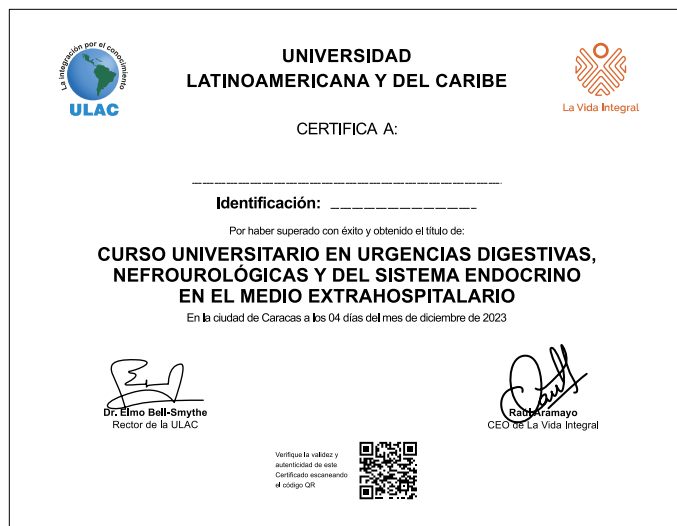 La integración por el conocimiento
ULAC
UNIVERSIDAD
LATINOAMERICANA Y DEL CARIBE
La Vida Integral
CERTIFICA A:
Identificación:
Por haber superado con éxito y obtenido el título de:
CURSO UNIVERSITARIO EN URGENCIAS DIGESTIVAS,
NEFROUROLÓGICAS Y DEL SISTEMA ENDOCRINO
EN EL MEDIO EXTRAHOSPITALARIO
En la ciudad de Caracas a los 04 días del mes de diciembre de 2023
Dr. Elmo Bell-Smythe
Rector de la ULAC
Raúl Aramayo
CEO de La Vida Integral
Verifique la validez y
autenticidad de este
Certificado escaneando
el código QR